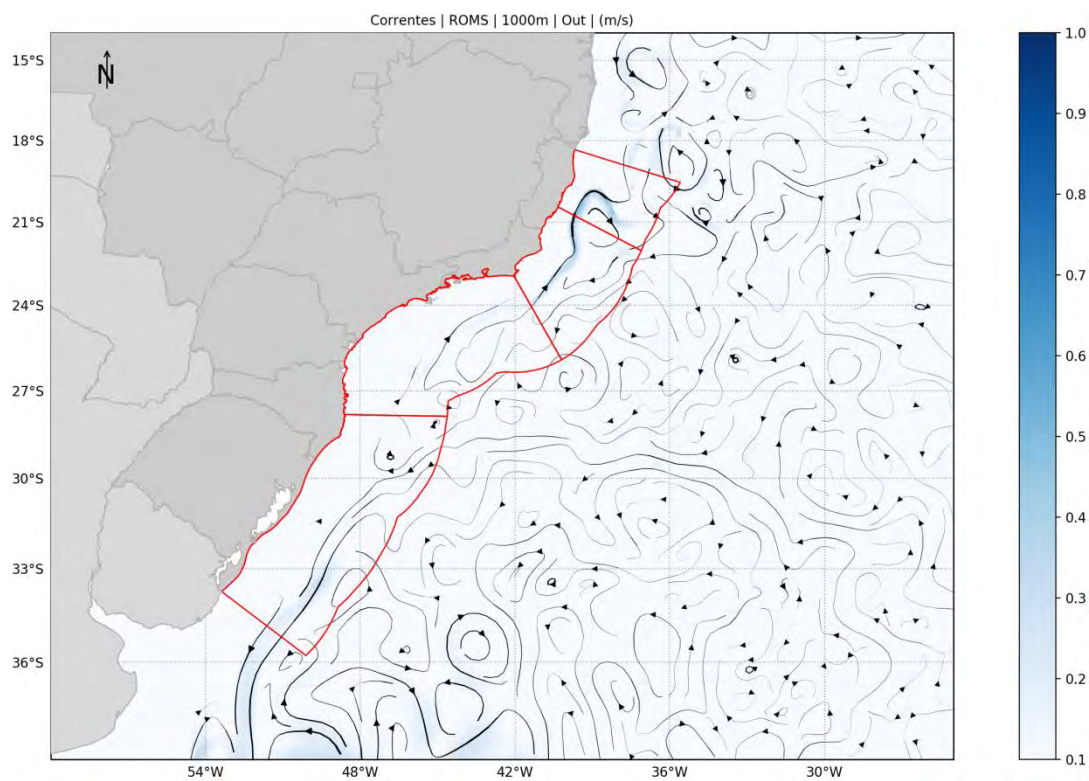 Correntes | ROMS | 1000m | Out | (m/s)
N
15°S
18°S
21°S
24°S
27°S
30°S
33°S
36°S
54°W
48°W
42°W
36°W
30°W
1.0
0.9
0.8
0.7
0.6
0.5
0.4
0.3
0.2
0.1